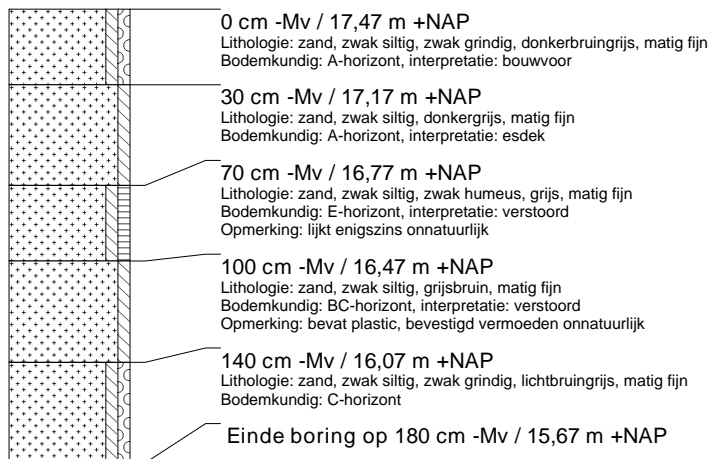 0 cm -Mv / 17,47 m +NAP
Lithologie: zand, zwak siltig, zwak grindig, donkerbruingrijs, matig fijn
Bodemkundig: A-horizont, interpretatie: bouwvoor
30 cm -Mv / 17,17 m +NAP
Lithologie: zand, zwak siltig, donkergrijs, matig fijn
Bodemkundig: A-horizont, interpretatie: esdek
70 cm -Mv / 16,77 m +NAP
Lithologie: zand, zwak siltig, zwak humeus, grijs, matig fijn
Bodemkundig: E-horizont, interpretatie: verstoord
Opmerking: lijkt enigszins onnatuurlijk
100 cm -Mv / 16,47 m +NAP
Lithologie: zand, zwak siltig, grijsbruin, matig fijn
Bodemkundig: BC-horizont, interpretatie: verstoord
Opmerking: bevat plastic, bevestigd vermoeden onnatuurlijk
140 cm -Mv / 16,07 m +NAP
Lithologie: zand, zwak siltig, zwak grindig, lichtbruingrijs, matig fijn
Bodemkundig: C-horizont
Einde boring op 180 cm -Mv / 15,67 m +NAP